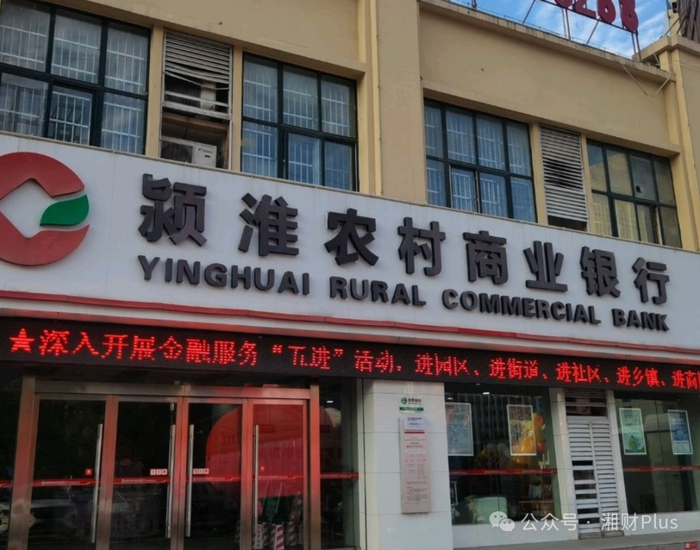 颍淮农村商业银行
YINGHUAI RURAL COMMERCIAL BANK
★深入开展金融服务“五进”活动，进园区、进街道、进社区、进乡镇、进商
公众号 · 湘财Plus